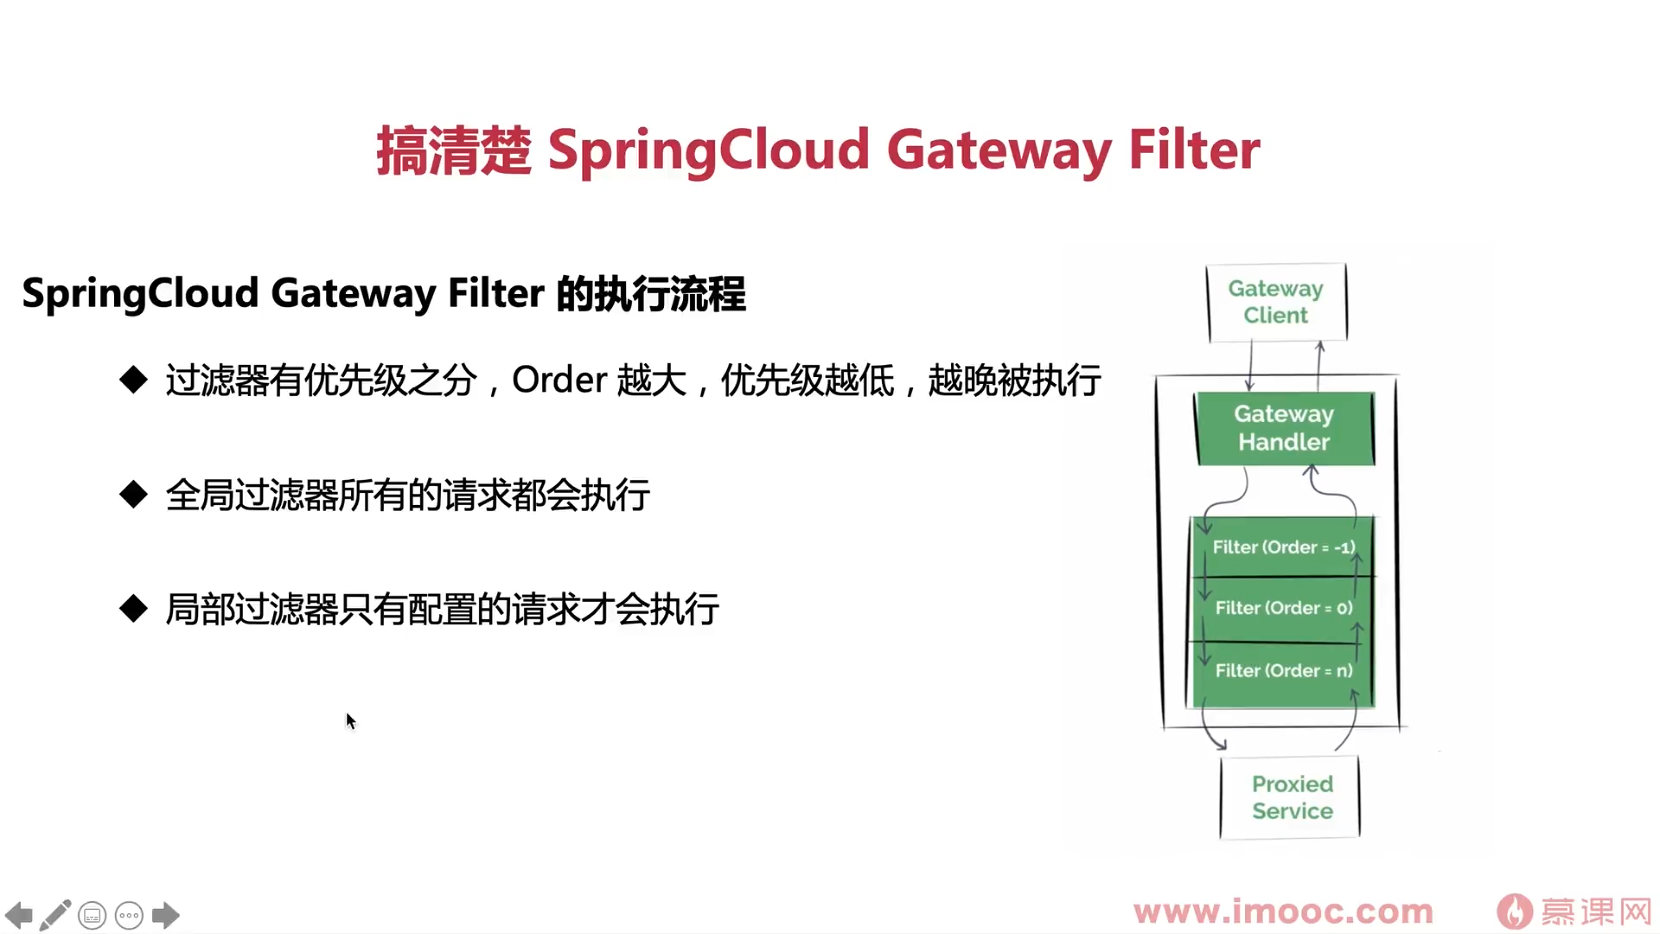 搞清楚 SpringCloud Gateway Filter
SpringCloud Gateway Filter 的执行流程
过滤器有优先级之分，Order 越大，优先级越低，越晚被执行
全局过滤器所有的请求都会执行
局部过滤器只有配置的请求才会执行
Gateway
Client
Gateway
Handler
Filter (Order = -1)
Filter (Order = 0)
Filter (Order = n)
Proxied
Service
www.imooc.com
慕课网